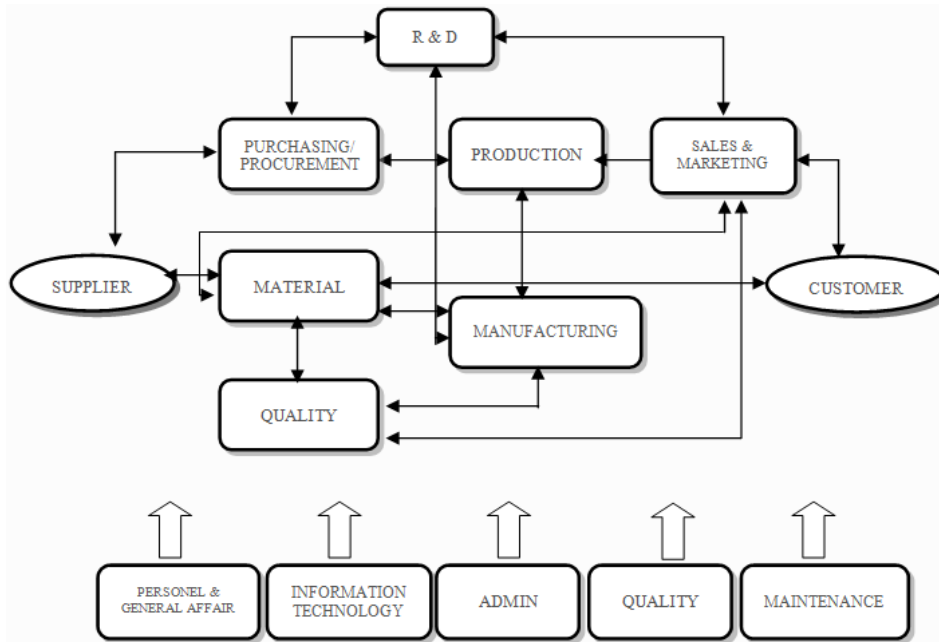 R & D
PURCHASING/
PROCUREMENT
PRODUCTION
SALES &
MARKETING
SUPPLIER
MATERIAL
CUSTOMER
MANUFACTURING
QUALITY
PERSONEL &
GENERAL AFFAIR
INFORMATION
TECHNOLOGY
ADMIN
QUALITY
MAINTENANCE